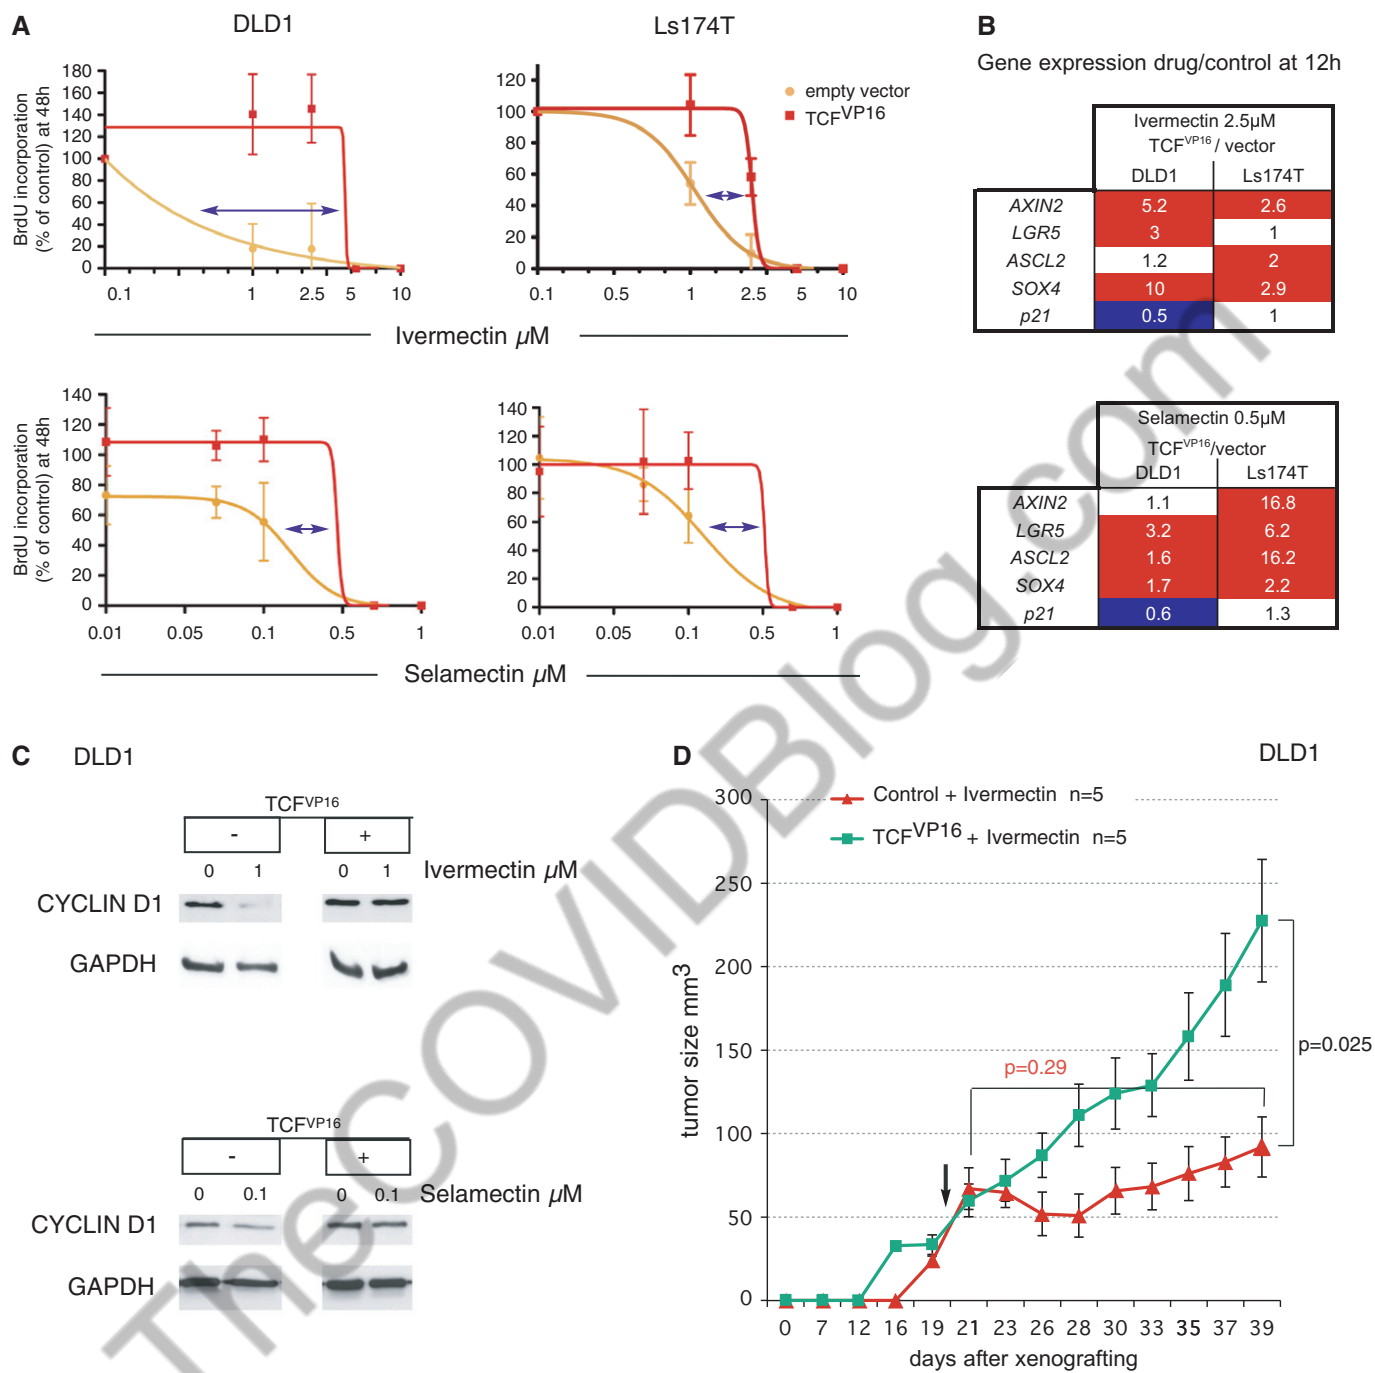 A
DLD1
Ls174T
BrdU incorporation
(% of control) at 48h
180
160
140
120
100
80
60
40
20
0
0.1 1 2.5 5 10
120
100
80
60
40
20
0
0.1 0.5 1 2.5 5 10
empty vector
TCFVP16
Ivermectin µM
BrdU incorporation
(% of control) at 48h
140
120
100
80
60
40
20
0
0.01 0.05 0.1 0.5 1
140
120
100
80
60
40
20
0
0.01 0.1 0.5 1
Selamectin µM
B
Gene expression drug/control at 12h
Ivermectin 2.5µM
TCFVP16 / vector
DLD1 Ls174T
AXIN2 5.2 2.6
LGR5 3 1
ASCL2 1.2 2
SOX4 10 2.9
p21 0.5 1
Selamectin 0.5µM
TCFVP16/vector
DLD1 Ls174T
AXIN2 1.1 16.8
LGR5 3.2 6.2
ASCL2 1.6 16.2
SOX4 1.7 2.2
p21 0.6 1.3
C DLD1
TCFVP16
- +
0 1 0 1 Ivermectin µM
CYCLIN D1
GAPDH
TCFVP16
- +
0 0.1 0 0.1 Selamectin µM
CYCLIN D1
GAPDH
D
DLD1
Control + Ivermectin n=5
TCFVP16 + Ivermectin n=5
tumor size mm3
300
250
200
150
100
50
0
p=0.29
p=0.025
0 7 12 16 19 21 23 26 28 30 33 35 37 39
days after xenografting
TheCOVIDBlog.com